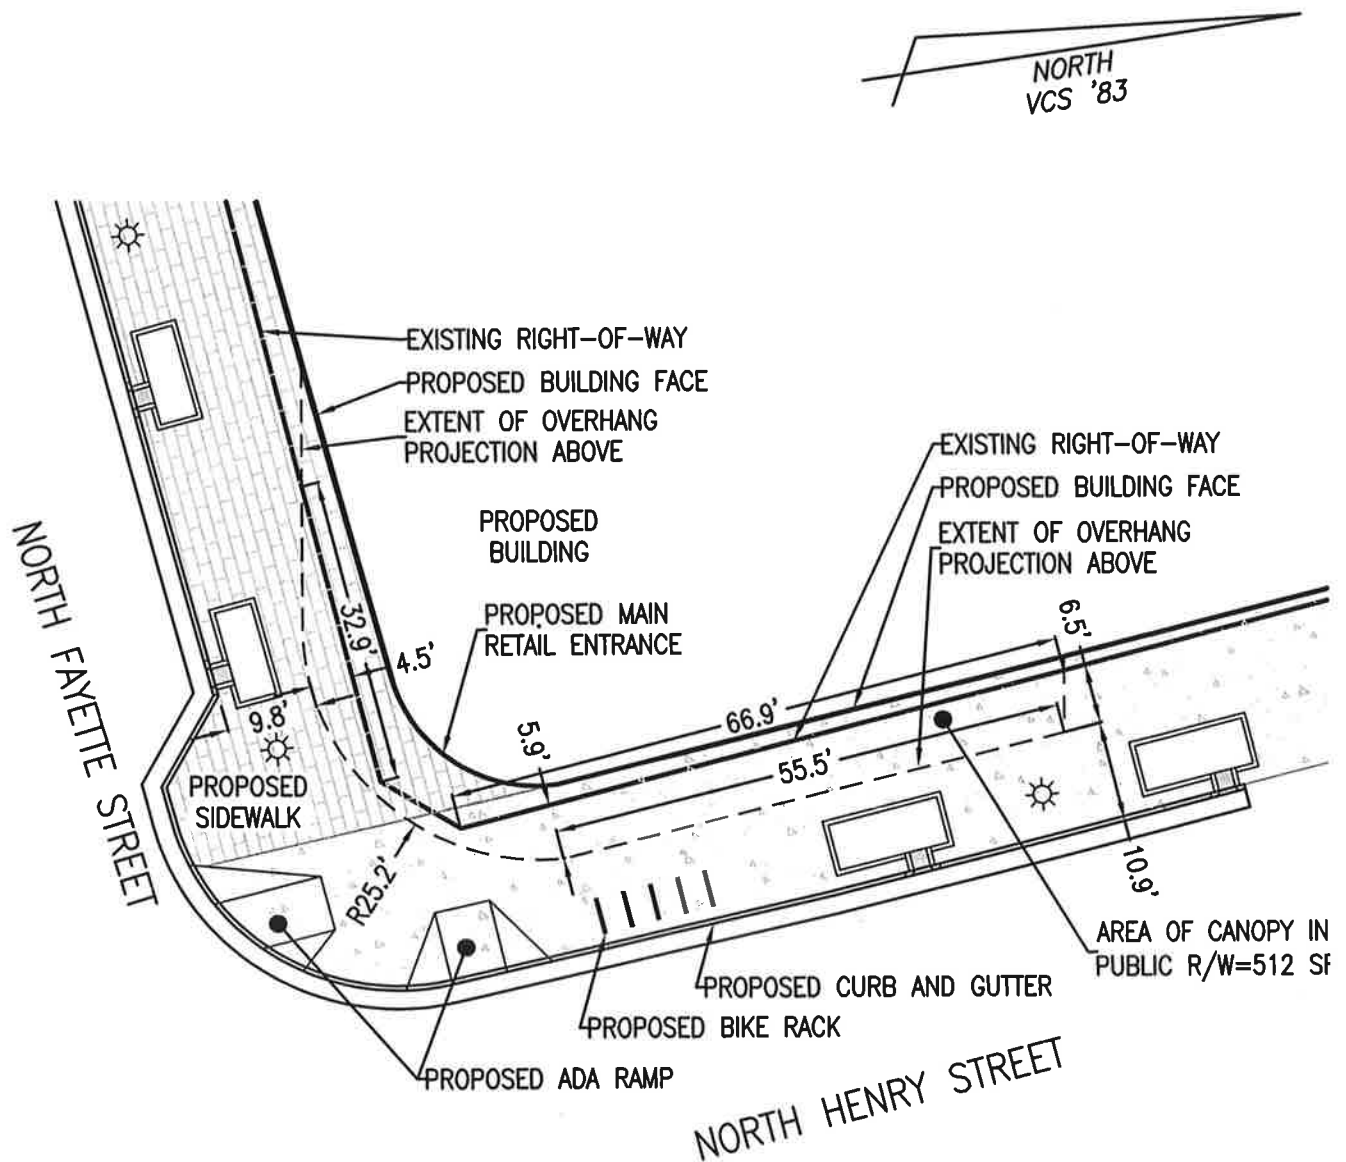 NORTH
VCS '83
EXISTING RIGHT-OF-WAY
PROPOSED BUILDING FACE
EXTENT OF OVERHANG
PROJECTION ABOVE
EXISTING RIGHT-OF-WAY
PROPOSED BUILDING FACE
EXTENT OF OVERHANG
PROJECTION ABOVE
PROPOSED
BUILDING
PROPOSED MAIN
RETAIL ENTRANCE
NORTH FAYETTE STREET
32.9'
4.5'
9.8'
5.9'
66.9'
55.5'
6.5'
10.9'
R25.2'
PROPOSED
SIDEWALK
AREA OF CANOPY IN
PUBLIC R/W=512 SF
PROPOSED CURB AND GUTTER
PROPOSED BIKE RACK
PROPOSED ADA RAMP
NORTH HENRY STREET